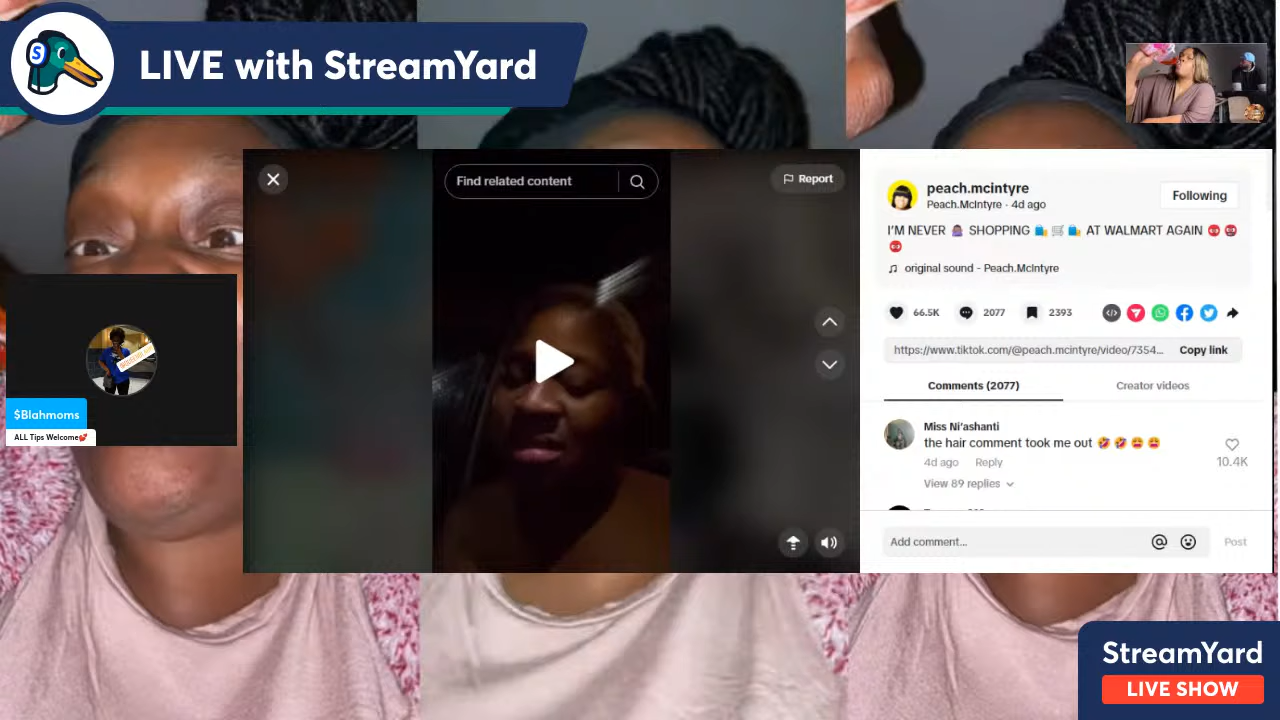 S
LIVE with StreamYard
Find related content
Report
peach.mcintyre
Peach.McIntyre · 4d ago
Following
I'M NEVER 🤷🏾‍♀️ SHOPPING 🛍️ 🛒 🛍️ AT WALMART AGAIN 👹 👹
👹
original sound - Peach.McIntyre
66.5K
2077
2393
https://www.tiktok.com/@peach.mcintyre/video/7354...
Copy link
Comments (2077)
Creator videos
Miss Ni'ashanti
the hair comment took me out 🤣 🤣 😩 😩
4d ago Reply
10.4K
View 89 replies
Add comment...
Post
$Blahmoms
ALL Tips Welcome💕
StreamYard
LIVE SHOW